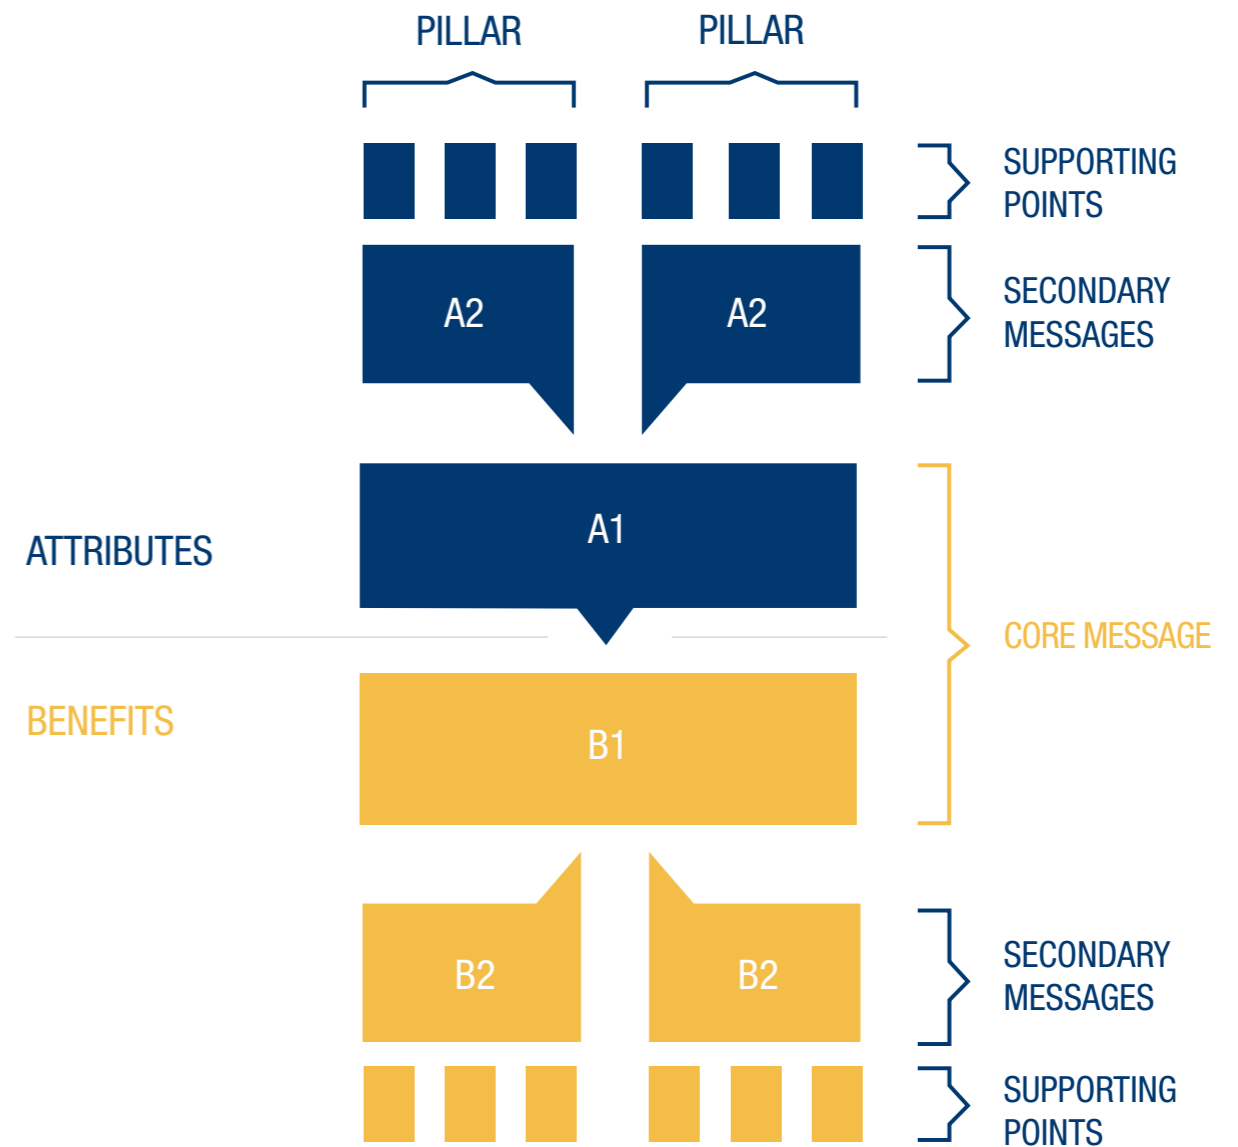 PILLAR
PILLAR
SUPPORTING
POINTS
A2
A2
SECONDARY
MESSAGES
A1
ATTRIBUTES
CORE MESSAGE
BENEFITS
B1
B2
B2
SECONDARY
MESSAGES
SUPPORTING
POINTS